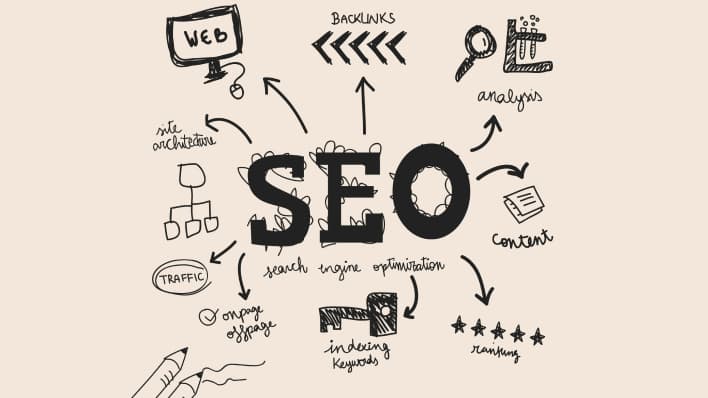 WEB
BACKLINKS
analysis
site
architecture
SEO
content
search engine optimization
TRAFFIC
onpage
offpage
indexing
keywords
ranking